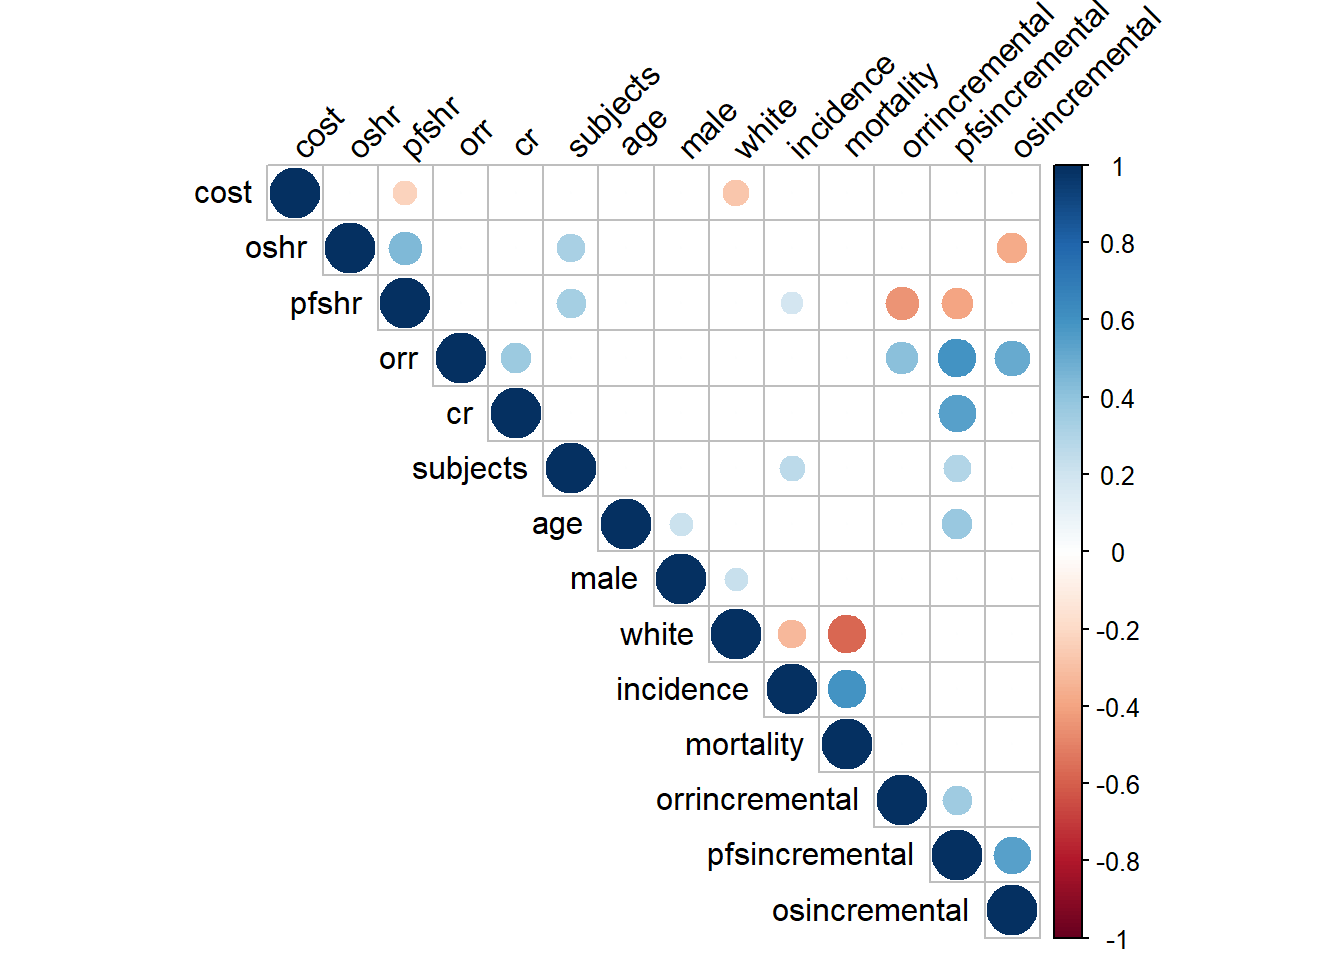 cost
oshr
pfshr
orr
cr
subjects
age
male
white
incidence
mortality
orrincremental
pfsincremental
osincremental
cost
oshr
pfshr
orr
cr
subjects
age
male
white
incidence
mortality
orrincremental
pfsincremental
osincremental
1
0.8
0.6
0.4
0.2
0
-0.2
-0.4
-0.6
-0.8
-1